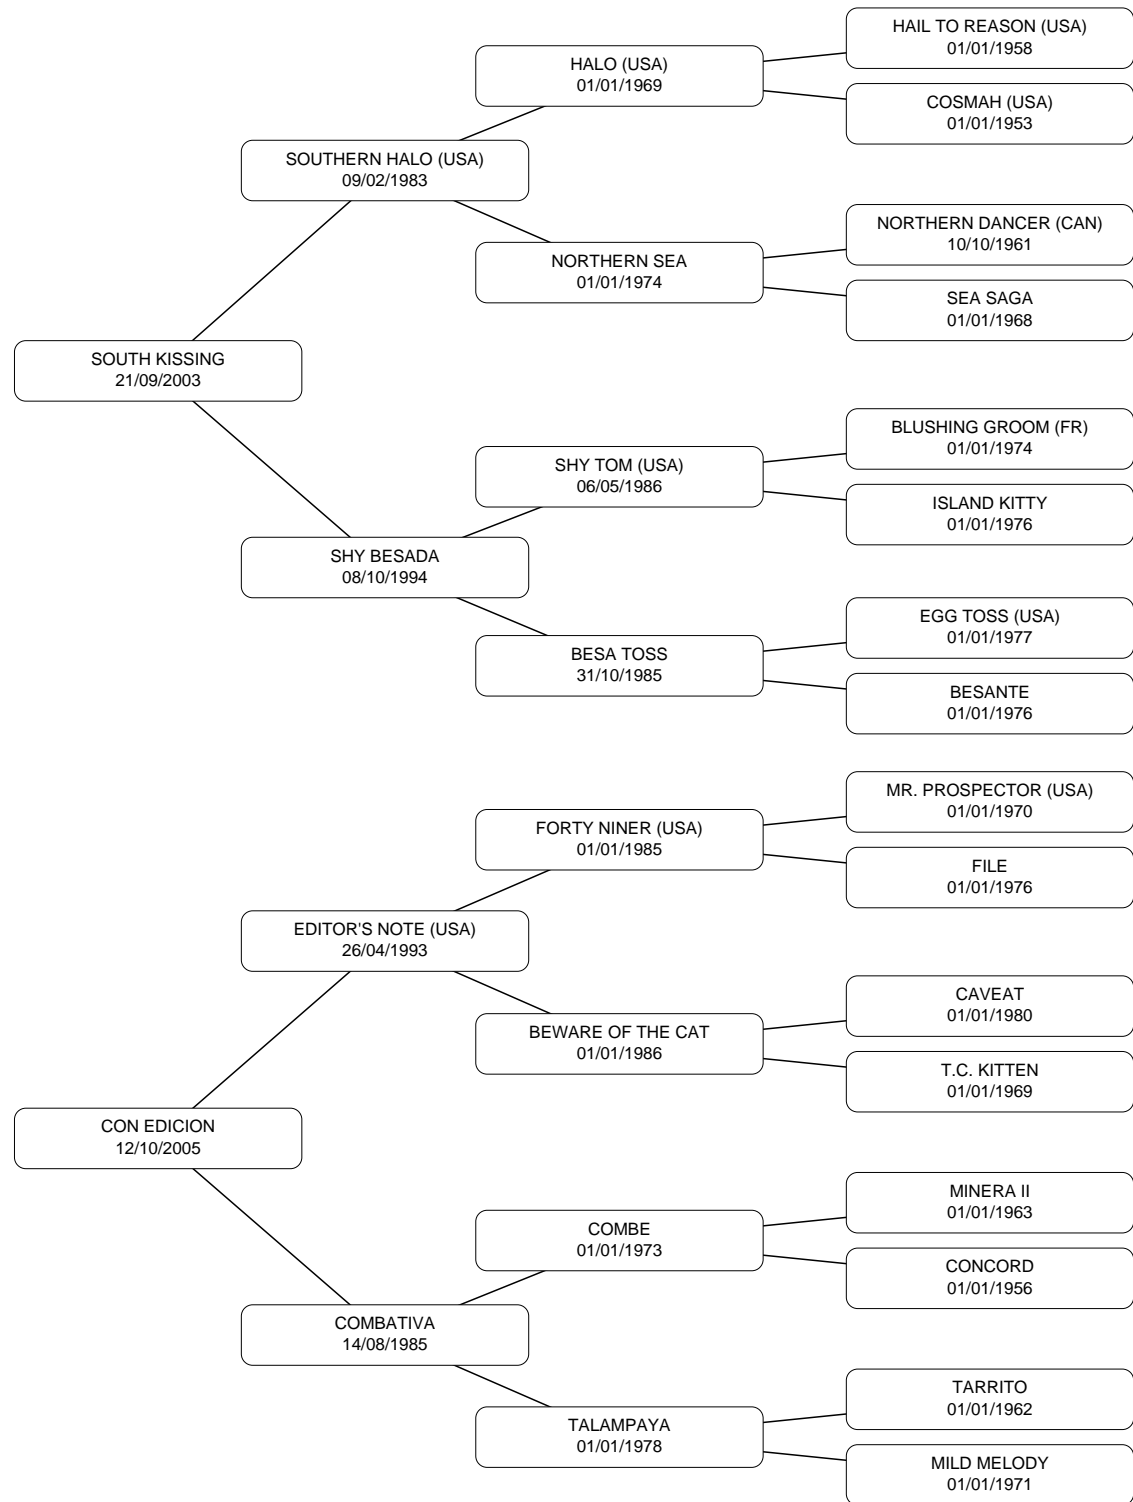 HAIL TO REASON (USA)
01/01/1958
HALO (USA)
01/01/1969
COSMAH (USA)
01/01/1953
SOUTHERN HALO (USA)
09/02/1983
NORTHERN DANCER (CAN)
10/10/1961
NORTHERN SEA
01/01/1974
SEA SAGA
01/01/1968
SOUTH KISSING
21/09/2003
BLUSHING GROOM (FR)
01/01/1974
SHY TOM (USA)
06/05/1986
ISLAND KITTY
01/01/1976
SHY BESADA
08/10/1994
EGG TOSS (USA)
01/01/1977
BESA TOSS
31/10/1985
BESANTE
01/01/1976
MR. PROSPECTOR (USA)
01/01/1970
FORTY NINER (USA)
01/01/1985
FILE
01/01/1976
EDITOR'S NOTE (USA)
26/04/1993
CAVEAT
01/01/1980
BEWARE OF THE CAT
01/01/1986
T.C. KITTEN
01/01/1969
CON EDICION
12/10/2005
MINERA II
01/01/1963
COMBE
01/01/1973
CONCORD
01/01/1956
COMBATIVA
14/08/1985
TARRITO
01/01/1962
TALAMPAYA
01/01/1978
MILD MELODY
01/01/1971